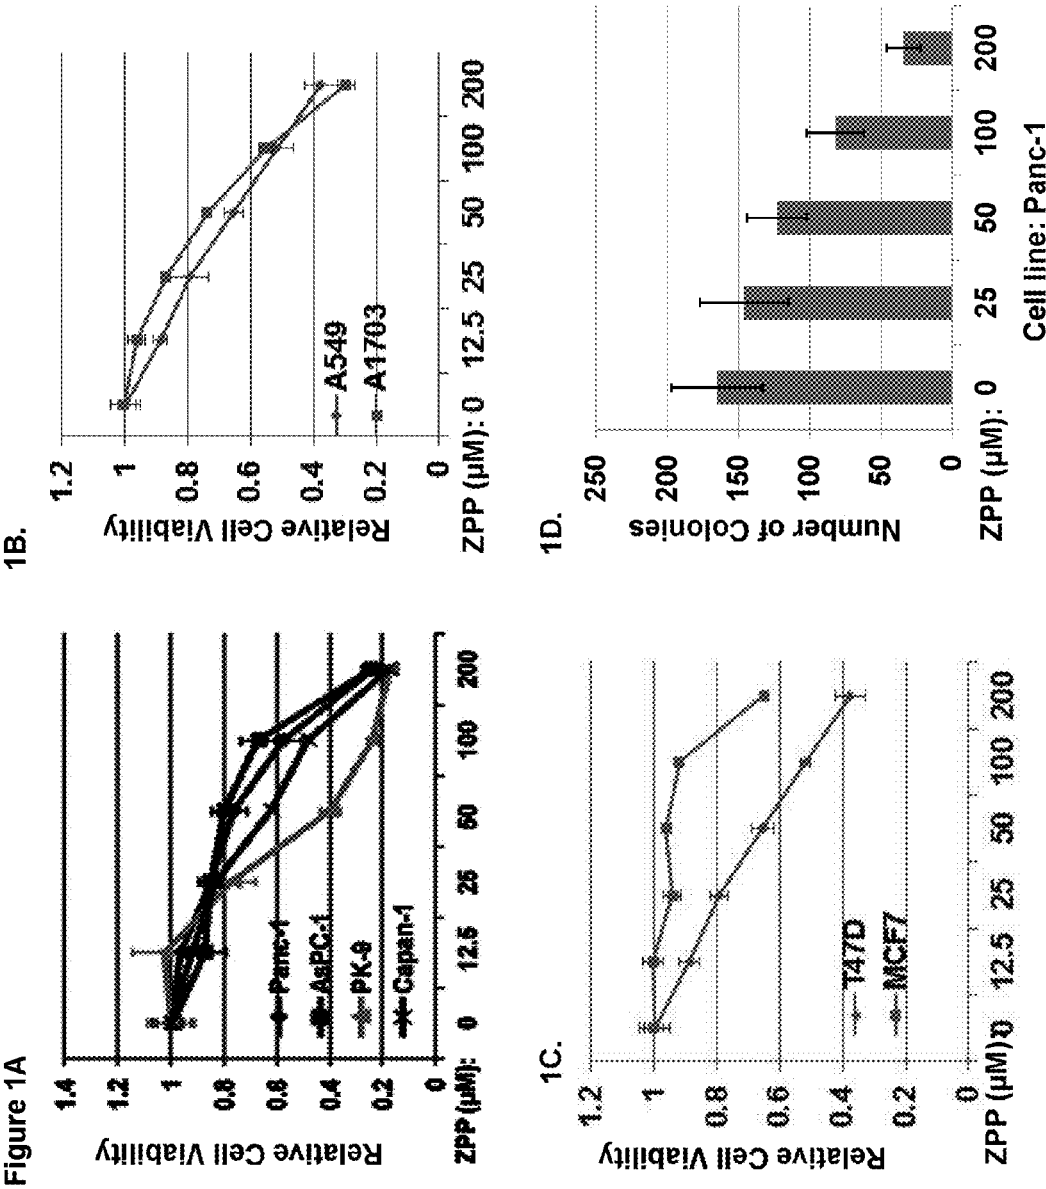 Figure 1A
Relative Cell Viability
1.4
1.2
1
0.8
0.6
0.4
0.2
0
Panc-1
AsPC-1
PK-9
Capan-1
ZPP (μM): 0 12.5 25 50 100 200
1B.
Relative Cell Viability
1.2
1
0.8
0.6
0.4
0.2
0
A549
A1703
ZPP (μM): 0 12.5 25 50 100 200
1C.
Relative Cell Viability
1.2
1
0.8
0.6
0.4
0.2
0
T47D
MCF7
ZPP (μM): 0 12.5 25 50 100 200
1D.
Number of Colonies
250
200
150
100
50
0
ZPP (μM): 0 25 50 100 200
Cell line: Panc-1